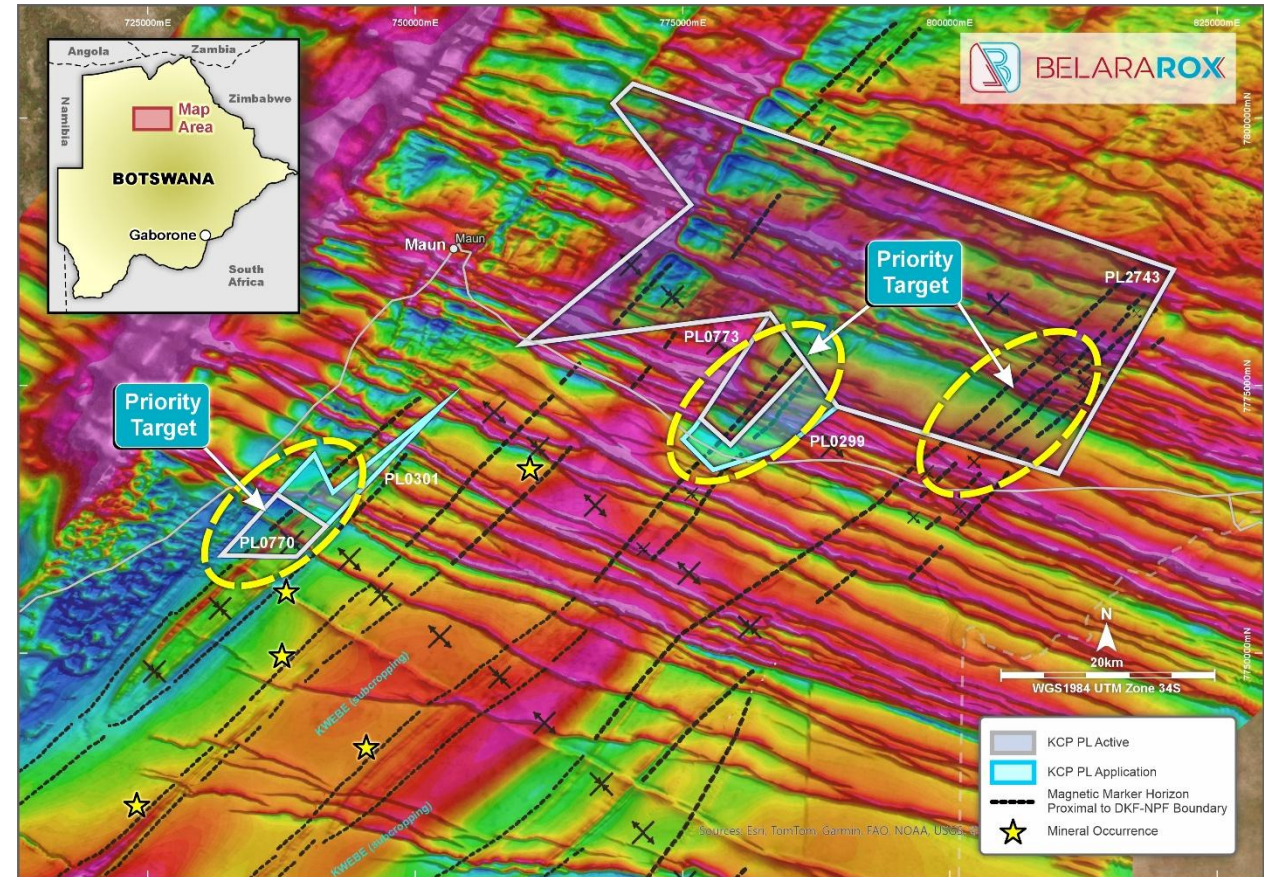 725000mE
750000mE
775000mE
800000mE
825000mE
BELARAROX
Angola
Zambia
Namibia
Zimbabwe
Map
Area
BOTSWANA
Gaborone
South
Africa
7800000mN
Maun
Maun
Priority
Target
PL2743
PL0773
7775000mN
Priority
Target
PL0299
PL0301
PL0770
N
20km
WGS1984 UTM Zone 34S
7750000mN
KWEBE (subcropping)
KWEBE (subcropping)
KCP PL Active
KCP PL Application
Magnetic Marker Horizon
Proximal to DKF-NPF Boundary
Mineral Occurrence
Sources: Esri, TomTom, Garmin, FAO, NOAA, USGS,